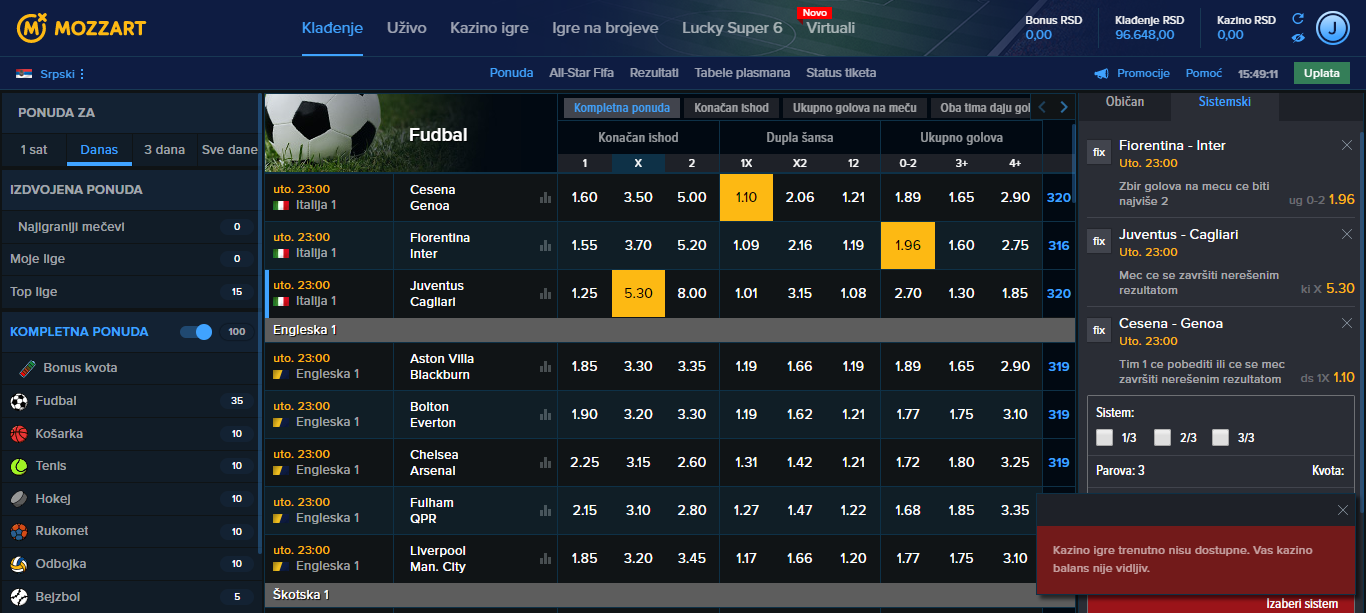 MOZZART
Klađenje
Uživo
Kazino igre
Igre na brojeve
Lucky Super 6
Novo
Virtuali
Bonus RSD
0,00
Klađenje RSD
96.648,00
Kazino RSD
0,00
J
Srpski
Ponuda
All-Star Fifa
Rezultati
Tabele plasmana
Status tiketa
Promocije
Pomoć
15:49:11
Uplata
PONUDA ZA
1 sat
Danas
3 dana
Sve dane
IZDVOJENA PONUDA
Najigraniji mečevi 0
Moje lige 0
Top lige 15
KOMPLETNA PONUDA 100
Bonus kvota
Fudbal 35
Košarka 10
Tenis 10
Hokej 10
Rukomet 10
Odbojka 10
Bejzbol 5
Fudbal
Kompletna ponuda
Konačan ishod
Ukupno golova na meču
Oba tima daju gol
Konačan ishod
Dupla šansa
Ukupno golova
1 X 2 1X X2 12 0-2 3+ 4+
uto. 23:00
Italija 1
Cesena
Genoa
1.60 3.50 5.00 1.10 2.06 1.21 1.89 1.65 2.90 320
uto. 23:00
Italija 1
Fiorentina
Inter
1.55 3.70 5.20 1.09 2.16 1.19 1.96 1.60 2.75 316
uto. 23:00
Italija 1
Juventus
Cagliari
1.25 5.30 8.00 1.01 3.15 1.08 2.70 1.30 1.85 320
Engleska 1
uto. 23:00
Engleska 1
Aston Villa
Blackburn
1.85 3.30 3.35 1.19 1.66 1.19 1.89 1.65 2.90 319
uto. 23:00
Engleska 1
Bolton
Everton
1.90 3.20 3.30 1.19 1.62 1.21 1.77 1.75 3.10 319
uto. 23:00
Engleska 1
Chelsea
Arsenal
2.25 3.15 2.60 1.31 1.42 1.21 1.72 1.80 3.25 319
uto. 23:00
Engleska 1
Fulham
QPR
2.15 3.10 2.80 1.27 1.47 1.22 1.68 1.85 3.35
uto. 23:00
Engleska 1
Liverpool
Man. City
1.85 3.20 3.45 1.17 1.66 1.20 1.77 1.75 3.10
Škotska 1
Običan
Sistemski
fix
Fiorentina - Inter
Uto. 23:00
Zbir golova na mecu ce biti
najviše 2
ug 0-2 1.96
fix
Juventus - Cagliari
Uto. 23:00
Mec ce se završiti nerešenim
rezultatom
ki X 5.30
fix
Cesena - Genoa
Uto. 23:00
Tim 1 ce pobediti ili ce se mec
završiti nerešenim rezultatom
ds 1X 1.10
Sistem:
1/3 2/3 3/3
Parova: 3
Kvota:
Kazino igre trenutno nisu dostupne. Vas kazino
balans nije vidljiv.
Izaberi sistem